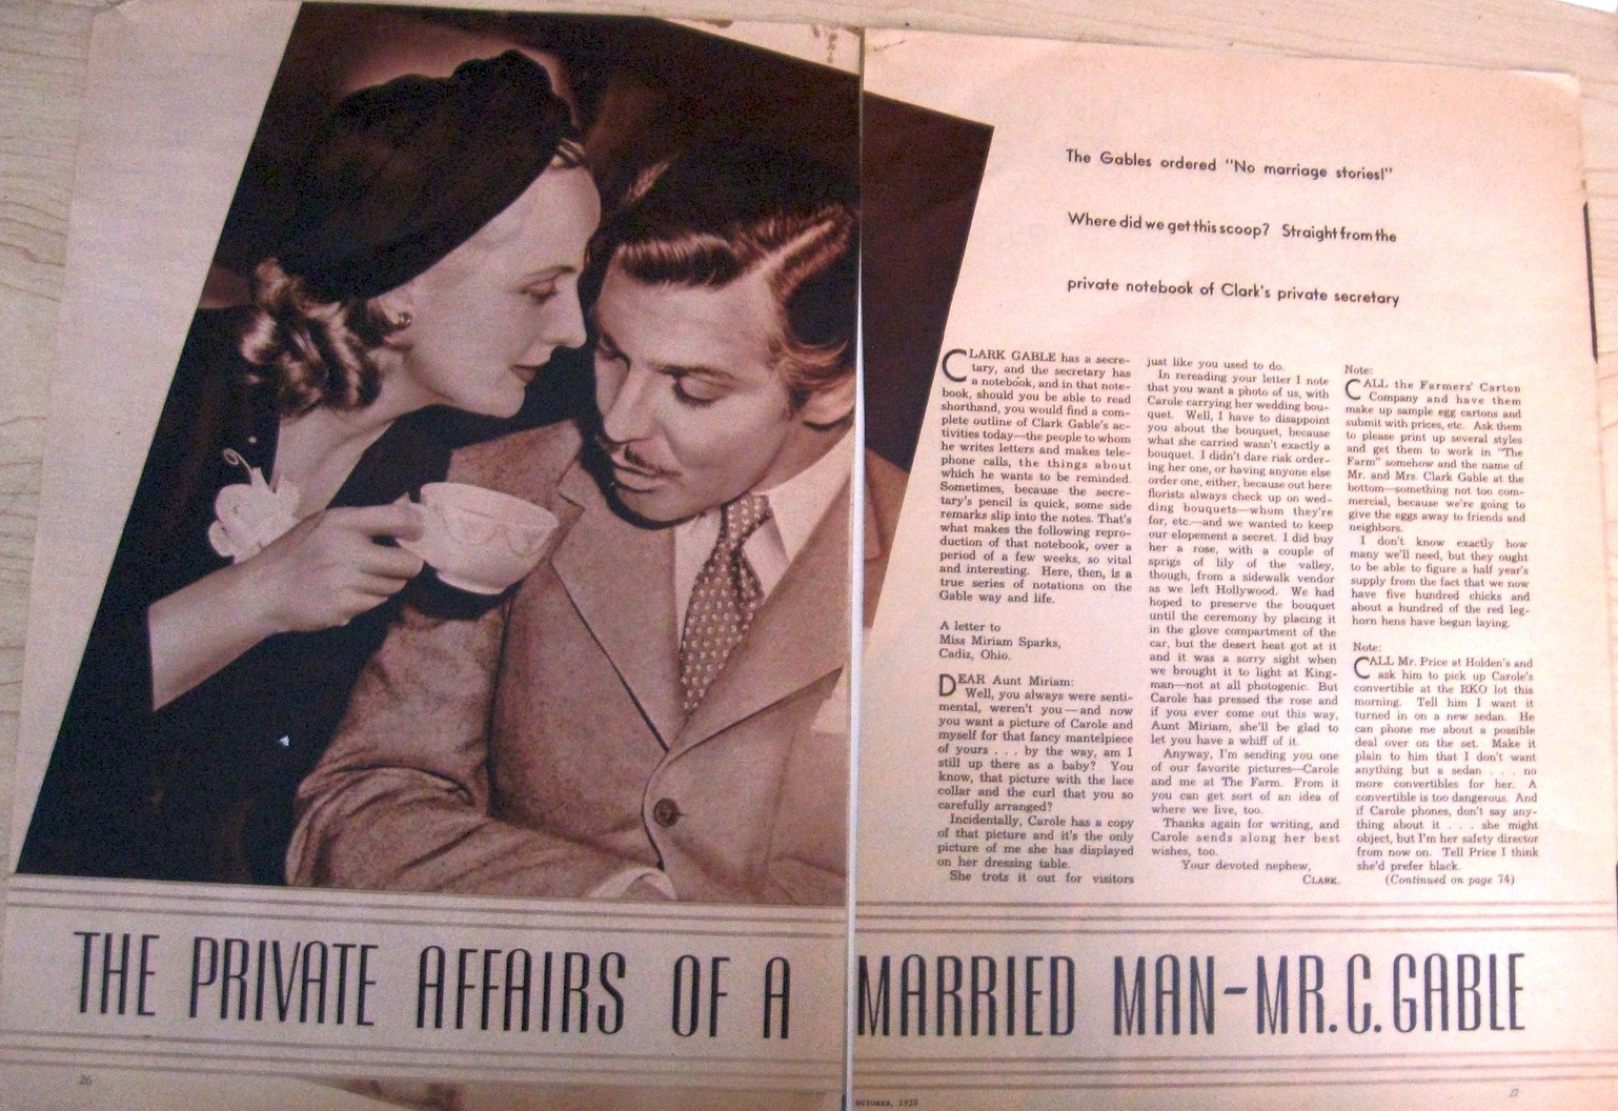 The Gables ordered "No marriage stories!"
Where did we get this scoop? Straight from the
private notebook of Clark's private secretary
CLARK GABLE has a secre-
tary, and the secretary has
a notebook, and in that note-
book, should you be able to read
shorthand, you would find a com-
plete outline of Clark Gable's ac-
tivities today—the people to whom
he writes letters and makes tele-
phone calls, the things about
which he wants to be reminded.
Sometimes, because the secre-
tary's pencil is quick, some side
remarks slip into the notes. That's
what makes the following repro-
duction of that notebook, over a
period of a few weeks, so vital
and interesting. Here, then, is a
true series of notations on the
Gable way and life.
A letter to
Miss Miriam Sparks,
Cadiz, Ohio.
DEAR Aunt Miriam:
Well, you always were senti-
mental, weren't you—and now
you want a picture of Carole and
myself for that fancy mantelpiece
of yours . . . by the way, am I
still up there as a baby? You
know, that picture with the lace
collar and the curl that you so
carefully arranged?
Incidentally, Carole has a copy
of that picture and it's the only
picture of me she has displayed
on her dressing table.
She trots it out for visitors
just like you used to do.
In rereading your letter I note
that you want a photo of us, with
Carole carrying her wedding bou-
quet. Well, I have to disappoint
you about the bouquet, because
what she carried wasn't exactly a
bouquet. I didn't dare risk order-
ing her one, or having anyone else
order one, either, because out here
florists always check up on wed-
ding bouquets—whom they're
for, etc.—and we wanted to keep
our elopement a secret. I did buy
her a rose, with a couple of
sprigs of lily of the valley,
though, from a sidewalk vendor
as we left Hollywood. We had
hoped to preserve the bouquet
until the ceremony by placing it
in the glove compartment of the
car, but the desert heat got at it
and it was a sorry sight when
we brought it to light at King-
man—not at all photogenic. But
Carole has pressed the rose and
if you ever come out this way,
Aunt Miriam, she'll be glad to
let you have a whiff of it.
Anyway, I'm sending you one
of our favorite pictures—Carole
and me at The Farm. From it
you can get sort of an idea of
where we live, too.
Thanks again for writing, and
Carole sends along her best
wishes, too.
Your devoted nephew,
CLARK.
Note:
CALL the Farmers' Carton
Company and have them
make up sample egg cartons and
submit with prices, etc. Ask them
to please print up several styles
and get them to work in "The
Farm" somehow and the name of
Mr. and Mrs. Clark Gable at the
bottom—something not too com-
mercial, because we're going to
give the eggs away to friends and
neighbors.
I don't know exactly how
many we'll need, but they ought
to be able to figure a half year's
supply from the fact that we now
have five hundred chicks and
about a hundred of the red leg-
horn hens have begun laying.
Note:
CALL Mr. Price at Holden's and
ask him to pick up Carole's
convertible at the RKO lot this
morning. Tell him I want it
turned in on a new sedan. He
can phone me about a possible
deal over on the set. Make it
plain to him that I don't want
anything but a sedan . . . no
more convertibles for her. A
convertible is too dangerous. And
if Carole phones, don't say any-
thing about it . . . she might
object, but I'm her safety director
from now on. Tell Price I think
she'd prefer black.
(Continued on page 74)
THE PRIVATE AFFAIRS OF A MARRIED MAN-MR. C. GABLE
26
OCTOBER, 1939
27